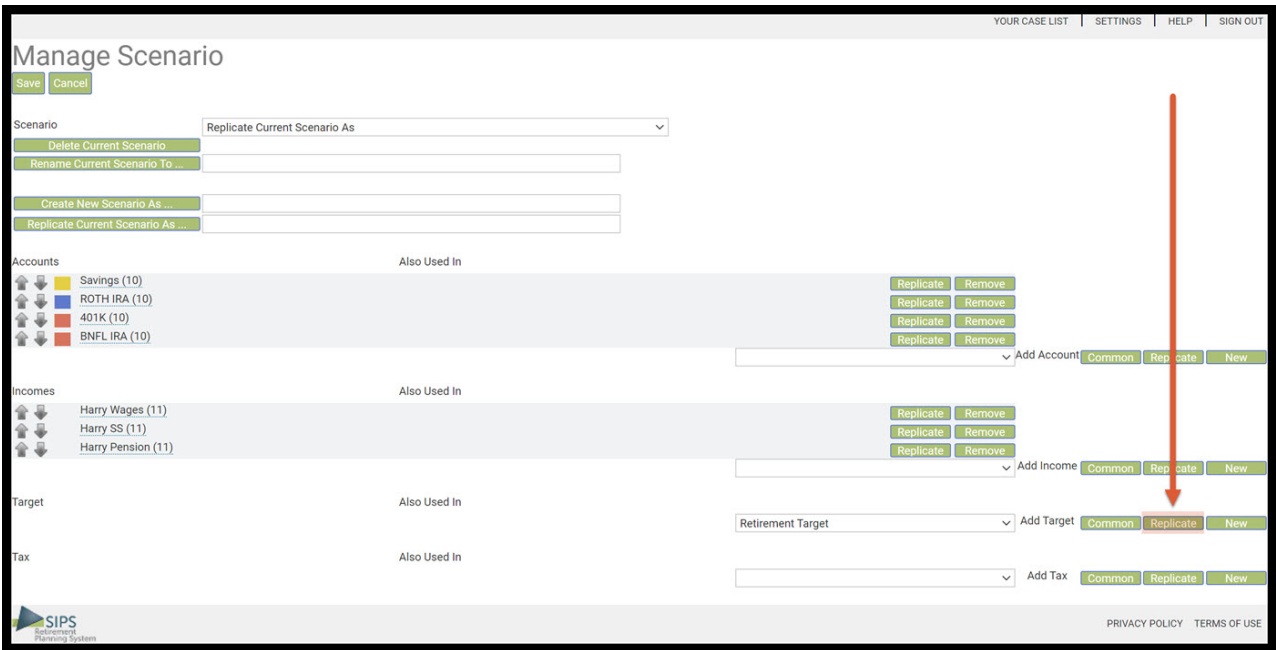 YOUR CASE LIST SETTINGS HELP SIGN OUT
Manage Scenario
Save Cancel
Scenario Replicate Current Scenario As
Delete Current Scenario
Rename Current Scenario To ...
Create New Scenario As ...
Replicate Current Scenario As ...
Accounts Also Used In
Savings (10) Replicate Remove
ROTH IRA (10) Replicate Remove
401K (10) Replicate Remove
BNFL IRA (10) Replicate Remove
Add Account Common Replicate New
Incomes Also Used In
Harry Wages (11) Replicate Remove
Harry SS (11) Replicate Remove
Harry Pension (11) Replicate Remove
Add Income Common Replicate New
Target Also Used In
Retirement Target Add Target Common Replicate New
Tax Also Used In
Add Tax Common Replicate New
SIPS
Retirement
Planning System
PRIVACY POLICY TERMS OF USE